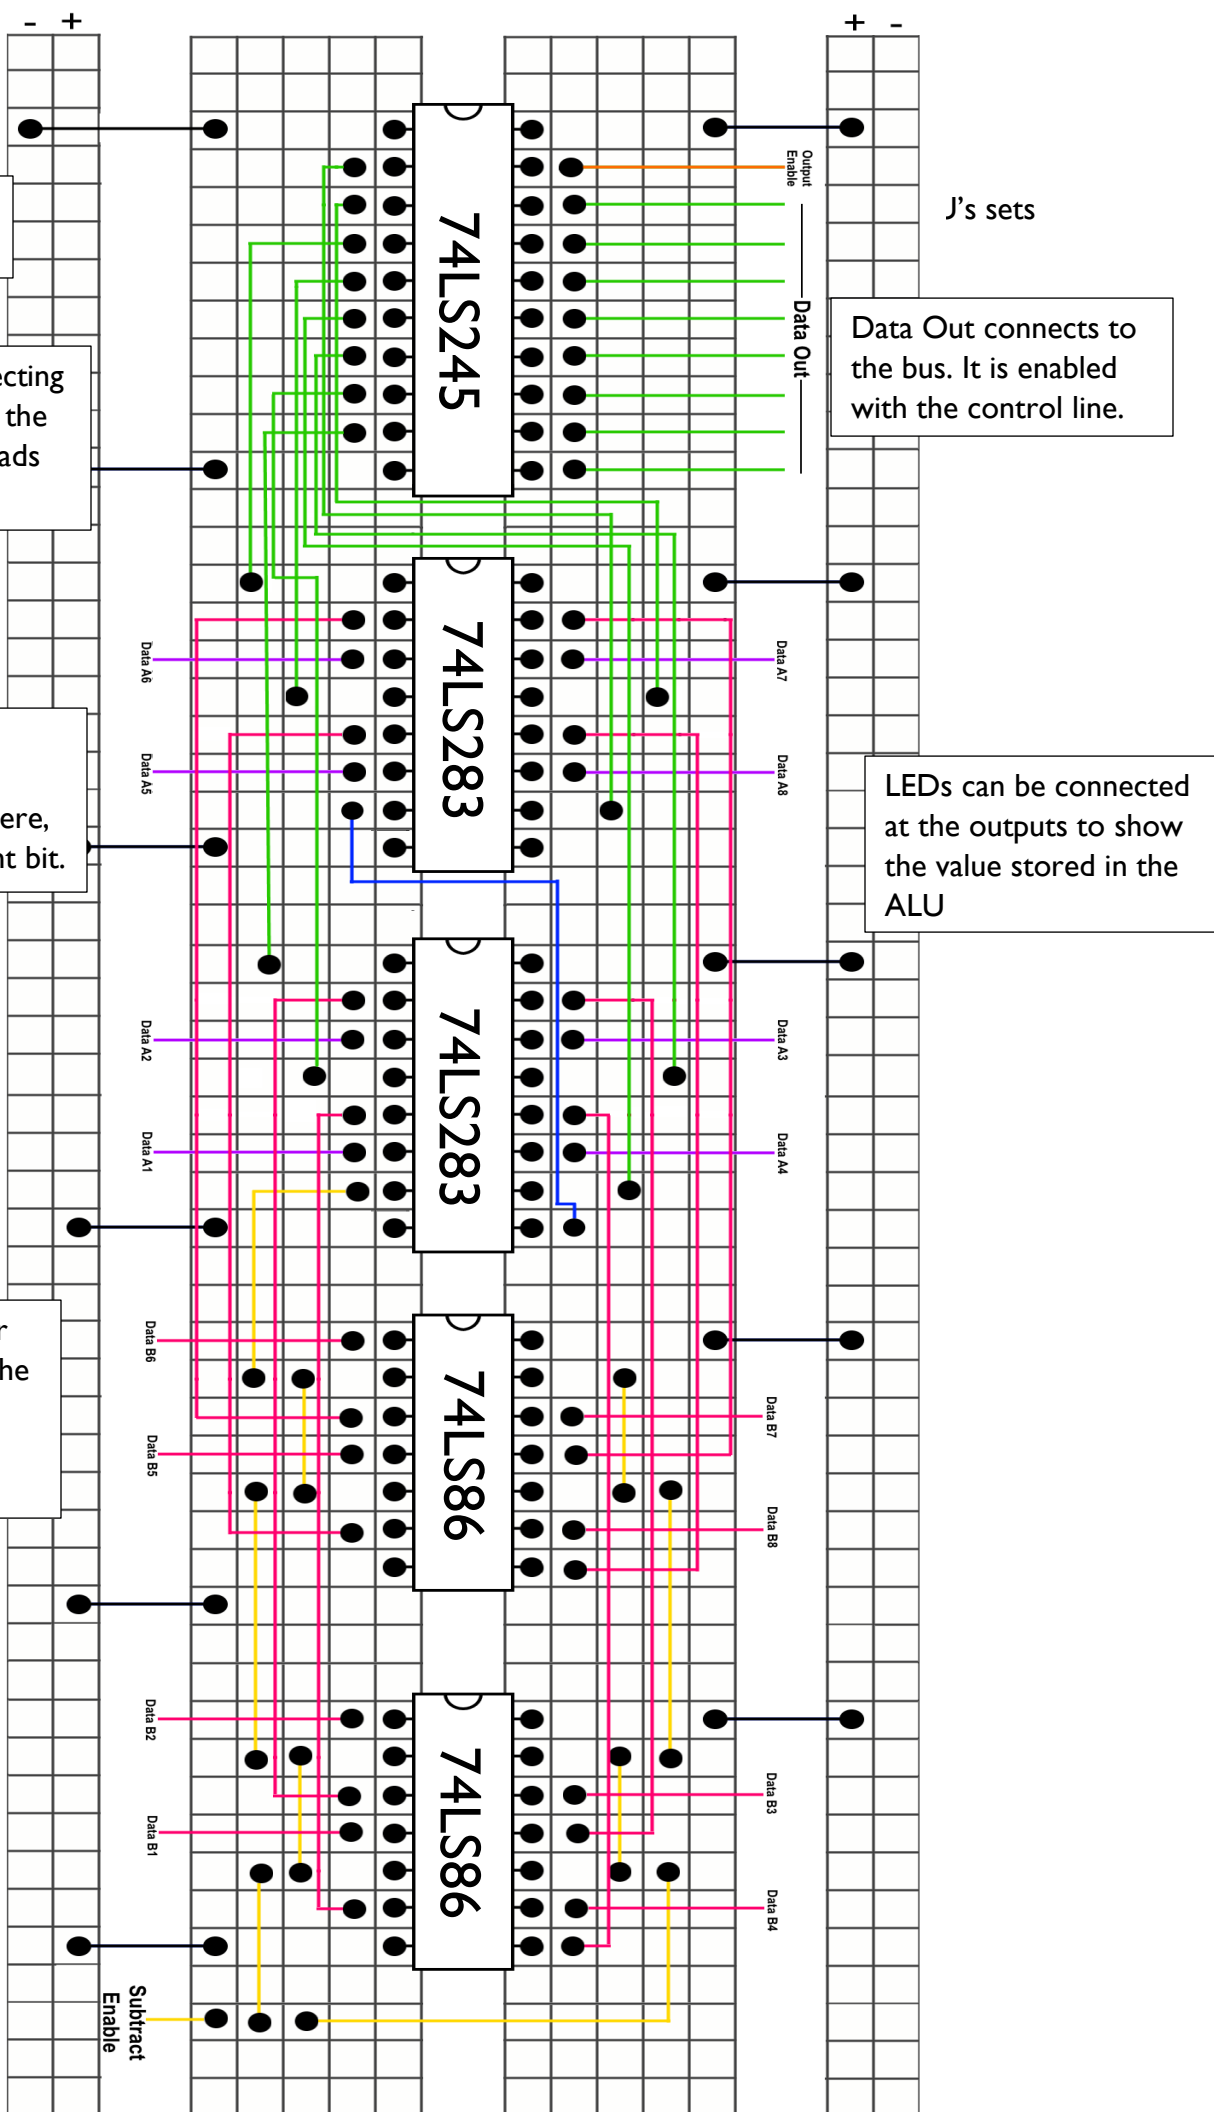 - +
+ -
J's sets
74LS245
Output
Enable
Data Out
Data Out connects to
the bus. It is enabled
with the control line.
ecting
the
ads
74LS283
Data A6
Data A7
Data A5
Data A8
ere,
nt bit.
LEDs can be connected
at the outputs to show
the value stored in the
ALU
74LS283
Data A2
Data A3
Data A1
Data A4
r
he
74LS86
Data B6
Data B7
Data B5
Data B8
74LS86
Data B2
Data B3
Data B1
Data B4
Subtract
Enable